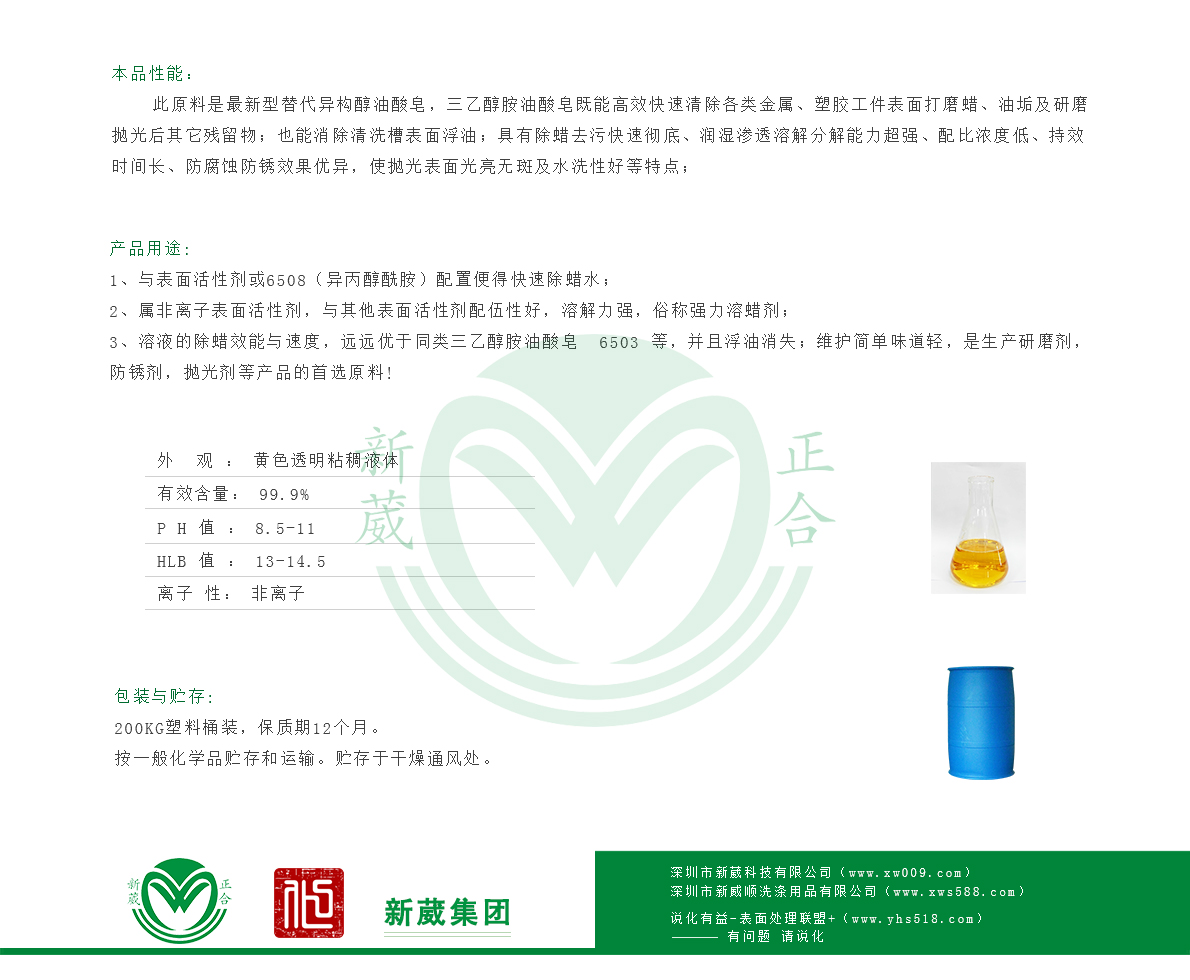 本品性能：
此原料是最新型替代异构醇油酸皂，三乙醇胺油酸皂既能高效快速清除各类金属、塑胶工件表面打磨蜡、油垢及研磨
抛光后其它残留物；也能消除清洗槽表面浮油；具有除蜡去污快速彻底、润湿渗透溶解分解能力超强、配比浓度低、持效
时间长、防腐蚀防锈效果优异，使抛光表面光亮无斑及水洗性好等特点；
产品用途：
1、与表面活性剂或6508（异丙醇酰胺）配置便得快速除蜡水；
2、属非离子表面活性剂，与其他表面活性剂配伍性好，溶解力强，俗称强力溶蜡剂；
3、溶液的除蜡效能与速度，远远优于同类三乙醇胺油酸皂 6503 等，并且浮油消失；维护简单味道轻，是生产研磨剂，
防锈剂，抛光剂等产品的首选原料!
新葳 正合
外 观 ： 黄色透明粘稠液体
有效含量： 99.9%
P H 值 ： 8.5-11
HLB 值 ： 13-14.5
离子 性： 非离子
包装与贮存:
200KG塑料桶装，保质期12个月。
按一般化学品贮存和运输。贮存于干燥通风处。
新葳 正合
新葳集团
深圳市新葳科技有限公司（www.xw009.com）
深圳市新威顺洗涤用品有限公司（www.xws588.com）
说化有益-表面处理联盟+（www.yhs518.com）
——— 有问题 请说化